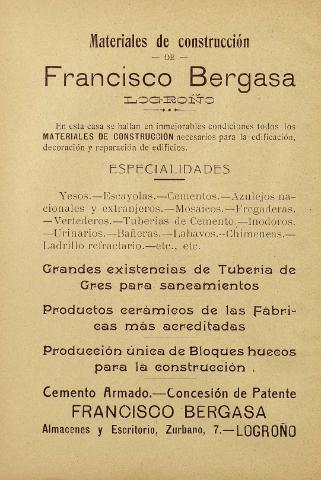 Materiales de construcción
— DE —
Francisco Bergasa
LOGROÑO
En esta casa se hallan en inmejorables condiciones todos los
MATERIALES DE CONSTRUCCIÓN necesarios para la edificación,
decoración y reparación de edificios.
ESPECIALIDADES
Yesos.—Escayolas.—Cementos.—Azulejos na-
cionales y extranjeros.—Mosaicos.—Fregaderas.
—Vertederos.—Tuberías de Cemento.—Inodoros.
—Urinarios.—Bañeras.—Labavos.—Chimeneas.—
Ladrillo refractario.—etc., etc.
Grandes existencias de Tubería de
Gres para saneamientos
Productos cerámicos de las Fábri-
cas más acreditadas
Producción única de Bloques huecos
para la construcción .
Cemento Armado.—Concesión de Patente
FRANCISCO BERGASA
Almacenes y Escritorio, Zurbano, 7.—LOGROÑO